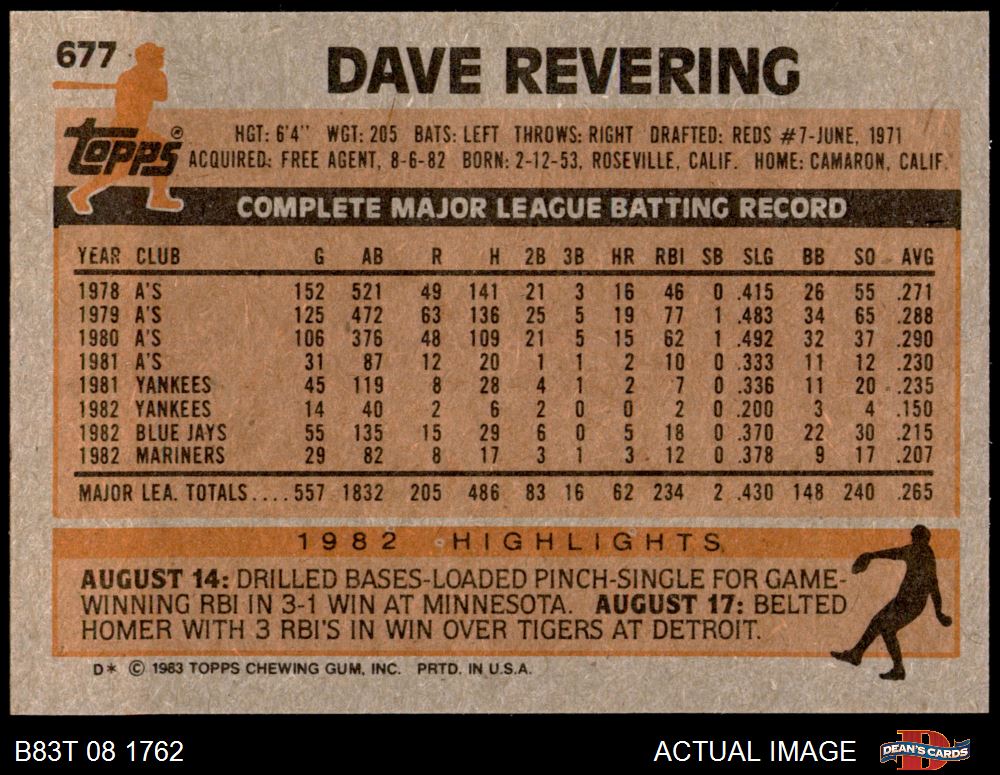 677
DAVE REVERING
Topps®
HGT: 6'4" WGT: 205 BATS: LEFT THROWS: RIGHT DRAFTED: REDS #7-JUNE, 1971
ACQUIRED: FREE AGENT, 8-6-82 BORN: 2-12-53, ROSEVILLE, CALIF. HOME: CAMARON, CALIF.
COMPLETE MAJOR LEAGUE BATTING RECORD
YEAR CLUB G AB R H 2B 3B HR RBI SB SLG BB SO AVG
1978 A'S 152 521 49 141 21 3 16 46 0 .415 26 55 .271
1979 A'S 125 472 63 136 25 5 19 77 1 .483 34 65 .288
1980 A'S 106 376 48 109 21 5 15 62 1 .492 32 37 .290
1981 A'S 31 87 12 20 1 1 2 10 0 .333 11 12 .230
1981 YANKEES 45 119 8 28 4 1 2 7 0 .336 11 20 .235
1982 YANKEES 14 40 2 6 2 0 0 2 0 .200 3 4 .150
1982 BLUE JAYS 55 135 15 29 6 0 5 18 0 .370 22 30 .215
1982 MARINERS 29 82 8 17 3 1 3 12 0 .378 9 17 .207
MAJOR LEA. TOTALS.... 557 1832 205 486 83 16 62 234 2 .430 148 240 .265
1982 HIGHLIGHTS
AUGUST 14: DRILLED BASES-LOADED PINCH-SINGLE FOR GAME-
WINNING RBI IN 3-1 WIN AT MINNESOTA. AUGUST 17: BELTED
HOMER WITH 3 RBI'S IN WIN OVER TIGERS AT DETROIT.
D* © 1983 TOPPS CHEWING GUM, INC. PRTD. IN U.S.A.
B83T 08 1762
ACTUAL IMAGE
DEAN'S CARDS